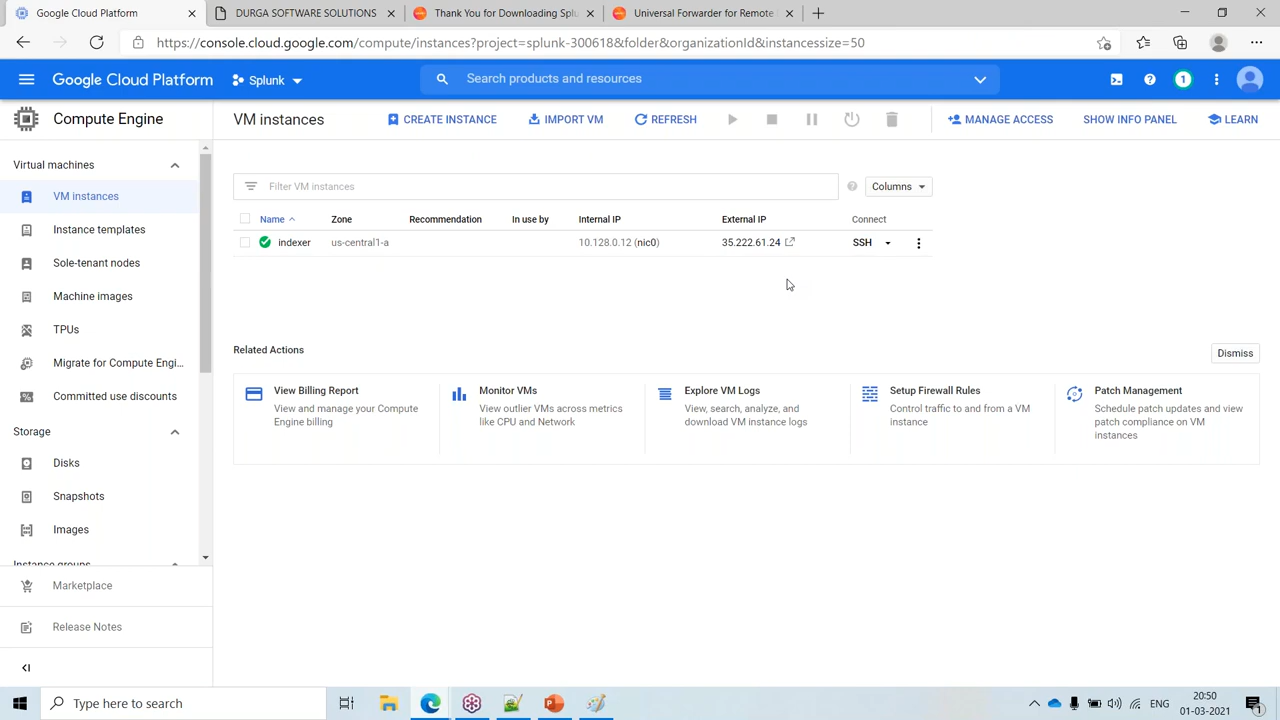 Google Cloud Platform
DURGA SOFTWARE SOLUTIONS
Thank You for Downloading Splu
Universal Forwarder for Remote
https://console.cloud.google.com/compute/instances?project=splunk-300618&folder&organizationId&instancessize=50
Google Cloud Platform
Splunk
Search products and resources
1
Compute Engine
VM instances
CREATE INSTANCE
IMPORT VM
REFRESH
MANAGE ACCESS
SHOW INFO PANEL
LEARN
Virtual machines
VM instances
Instance templates
Sole-tenant nodes
Machine images
TPUs
Migrate for Compute Engi...
Committed use discounts
Storage
Disks
Snapshots
Images
Instance groups
Marketplace
Release Notes
Filter VM instances
Columns
Name Zone Recommendation In use by Internal IP External IP Connect
indexer us-central1-a 10.128.0.12 (nic0) 35.222.61.24 SSH
Related Actions
Dismiss
View Billing Report
View and manage your Compute
Engine billing
Monitor VMs
View outlier VMs across metrics
like CPU and Network
Explore VM Logs
View, search, analyze, and
download VM instance logs
Setup Firewall Rules
Control traffic to and from a VM
instance
Patch Management
Schedule patch updates and view
patch compliance on VM
instances
Type here to search
ENG
20:50
01-03-2021
1